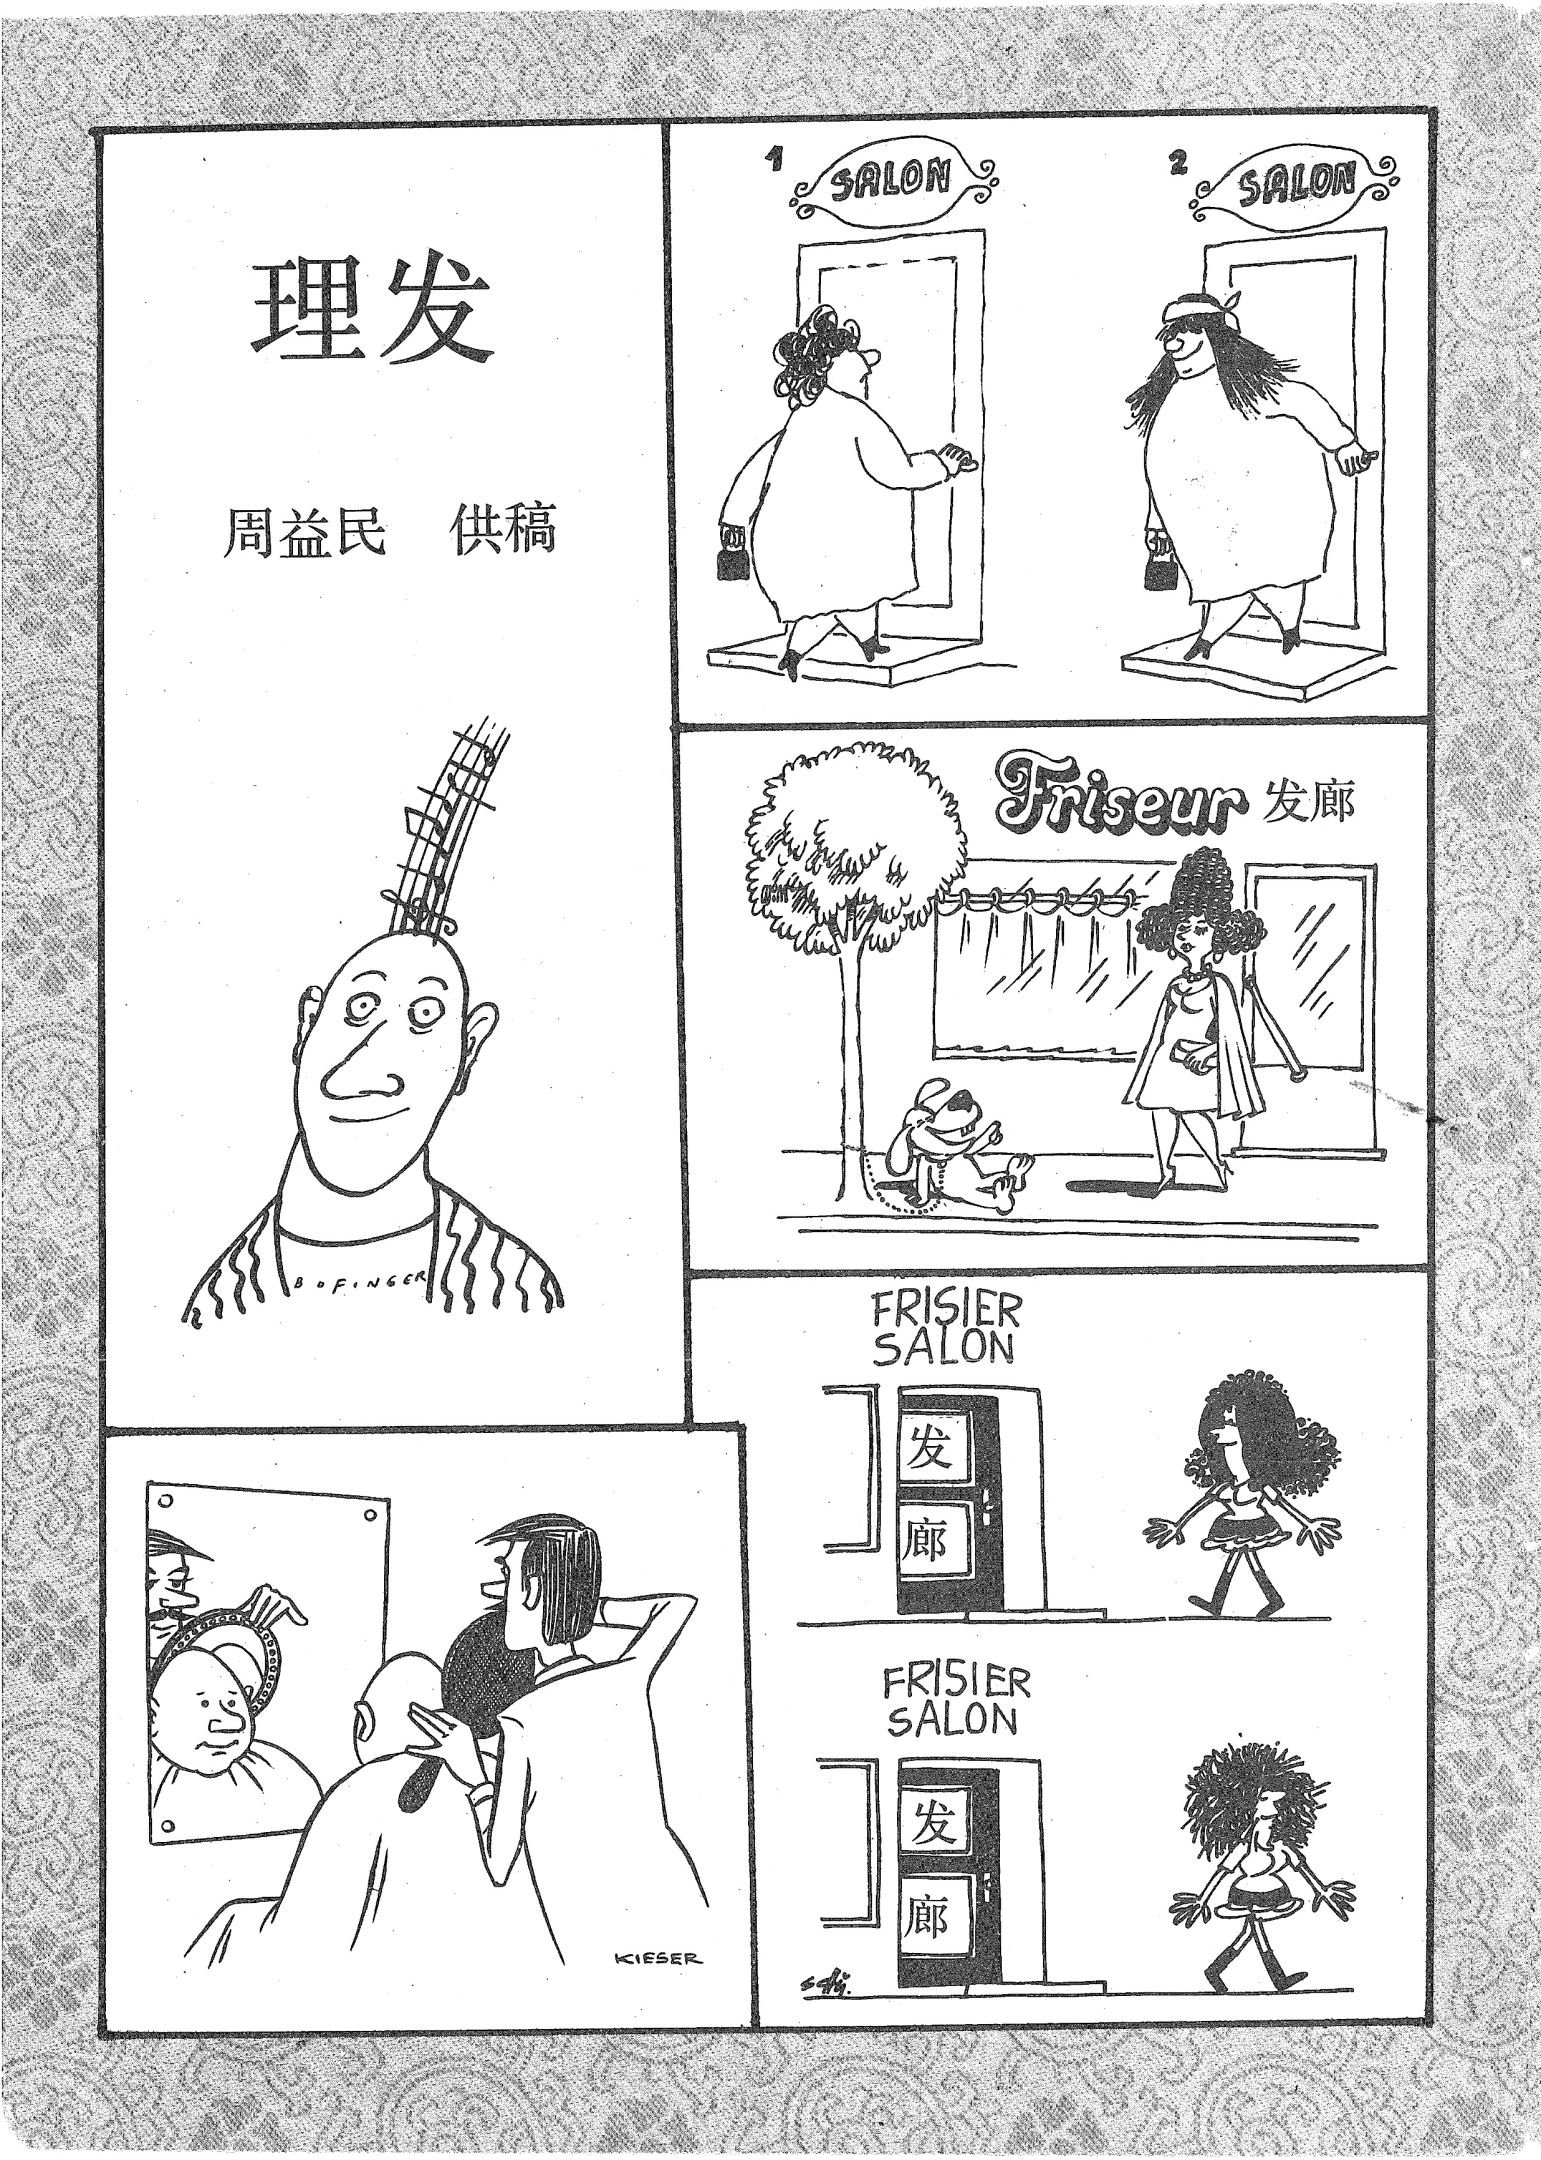 理发
周益民 供稿
BOFINGER
1
SALON
2
SALON
Friseur 发廊
FRISIER
SALON
发
廊
FRISIER
SALON
发
廊
KIESER